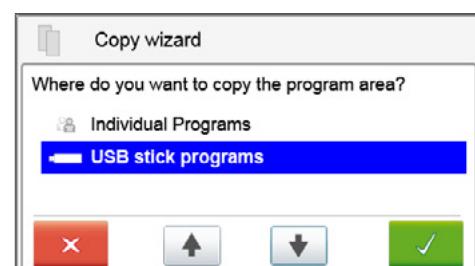 Copy wizard
Where do you want to copy the program area?
Individual Programs
USB stick programs